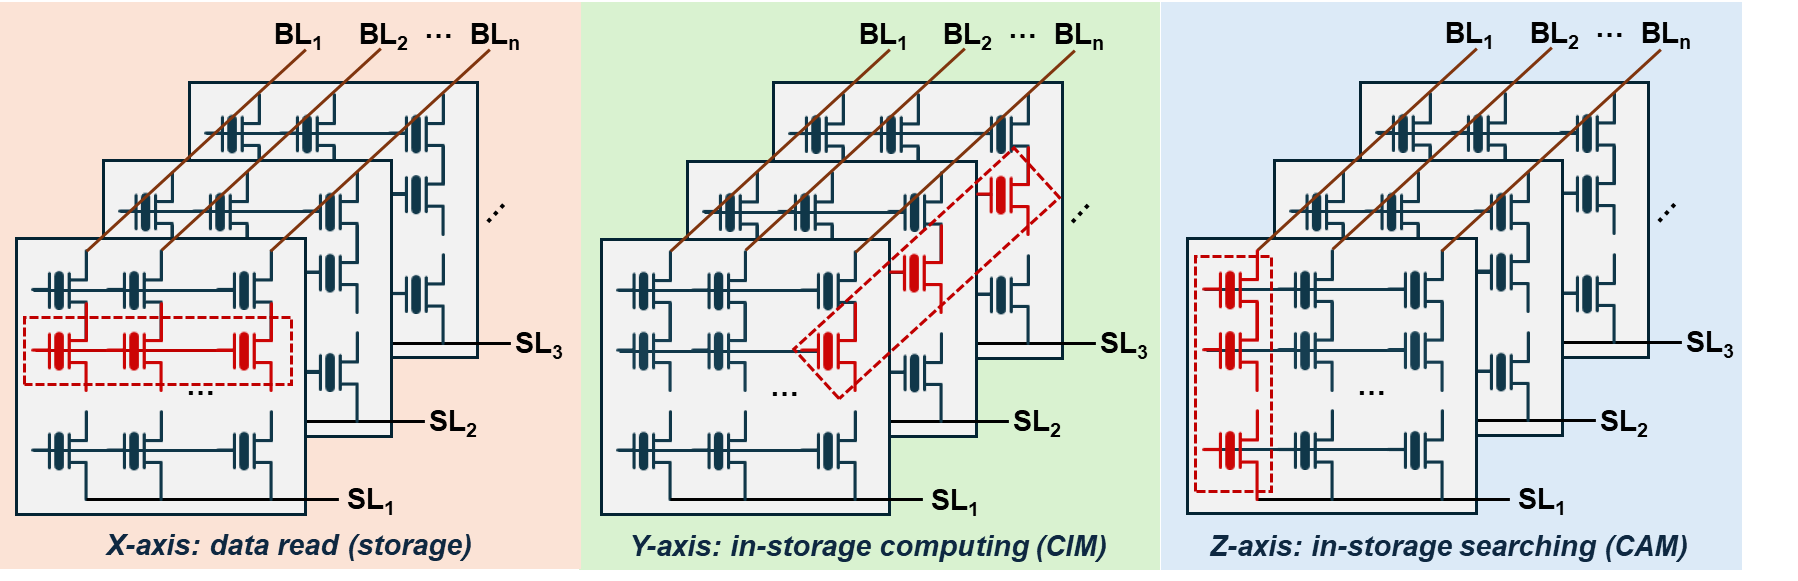 BL1 BL2 ... BLn
SL3
SL2
...
SL1
X-axis: data read (storage)
BL1 BL2 ... BLn
SL3
SL2
...
SL1
Y-axis: in-storage computing (CIM)
BL1 BL2 ... BLn
SL3
SL2
...
SL1
Z-axis: in-storage searching (CAM)